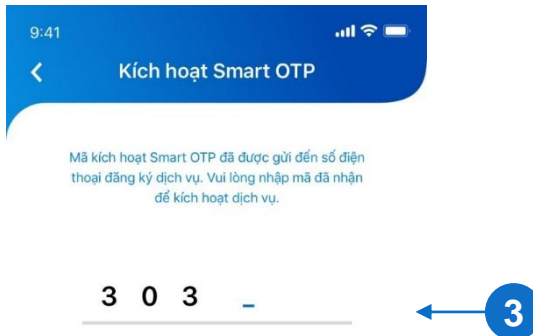 9:41
Kích hoạt Smart OTP
Mã kích hoạt Smart OTP đã được gửi đến số điện
thoại đăng ký dịch vụ. Vui lòng nhập mã đã nhận
để kích hoạt dịch vụ.
3 0 3 _
3